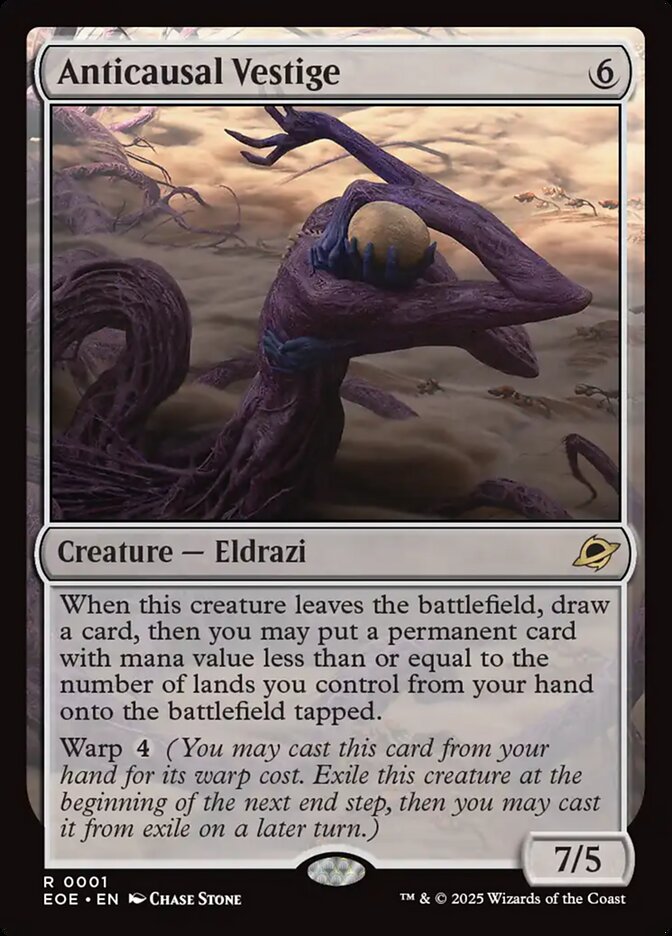 Anticausal Vestige 6
Creature — Eldrazi
When this creature leaves the battlefield, draw
a card, then you may put a permanent card
with mana value less than or equal to the
number of lands you control from your hand
onto the battlefield tapped.
Warp 4 (You may cast this card from your
hand for its warp cost. Exile this creature at the
beginning of the next end step, then you may cast
it from exile on a later turn.)
7/5
R 0001
EOE • EN Chase Stone
™ & © 2025 Wizards of the Coast